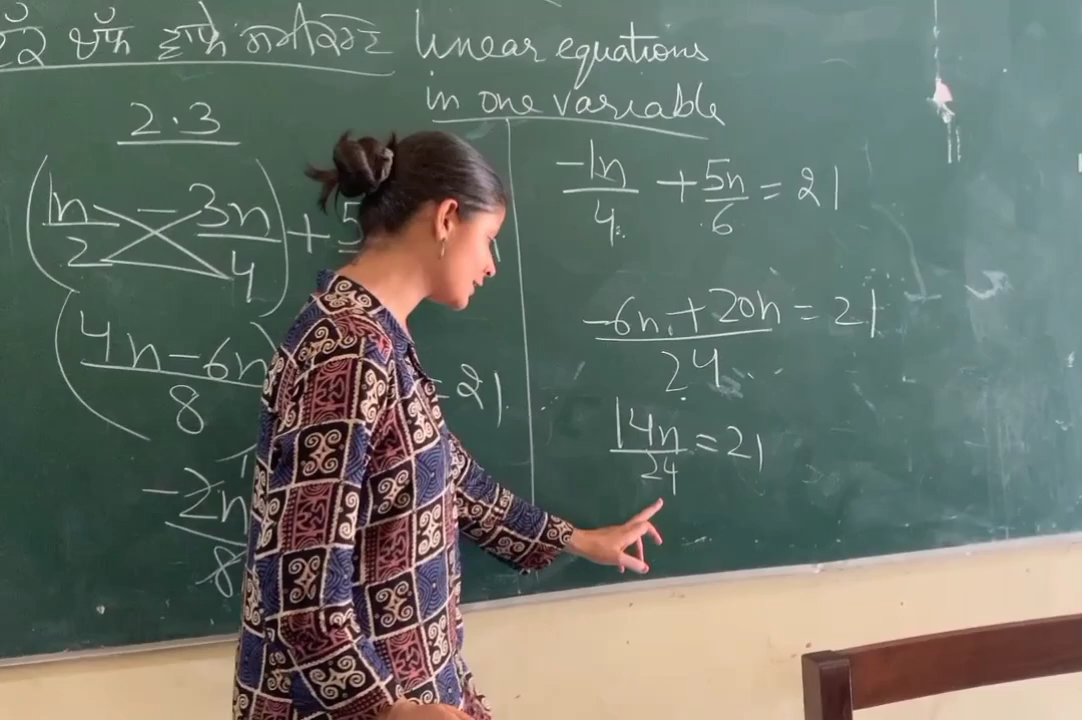 linear equations
in one variable
2.3
(1n/2 - 3n/4) + 5
(4n-6n/8 = 21
-2n/8
-1n/4 + 5n/6 = 21
-6n+20n/24 = 21
14n/24 = 21